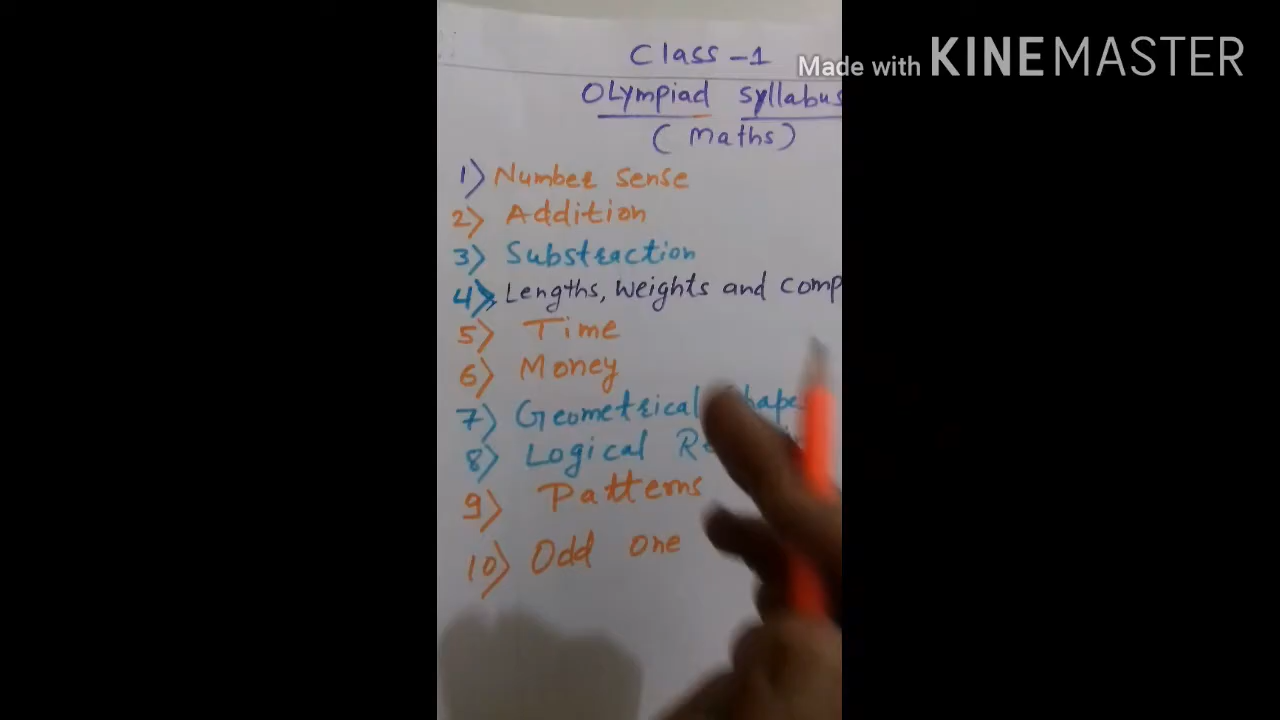 Class -1
Made with KINEMASTER
OLympiad syllabus
(Maths)
1) Number sense
2) Addition
3) Substraction
4) Lengths, weights and comp
5) Time
6) Money
7) Geometrical
8) Logical
9) Patterns
10) Odd one